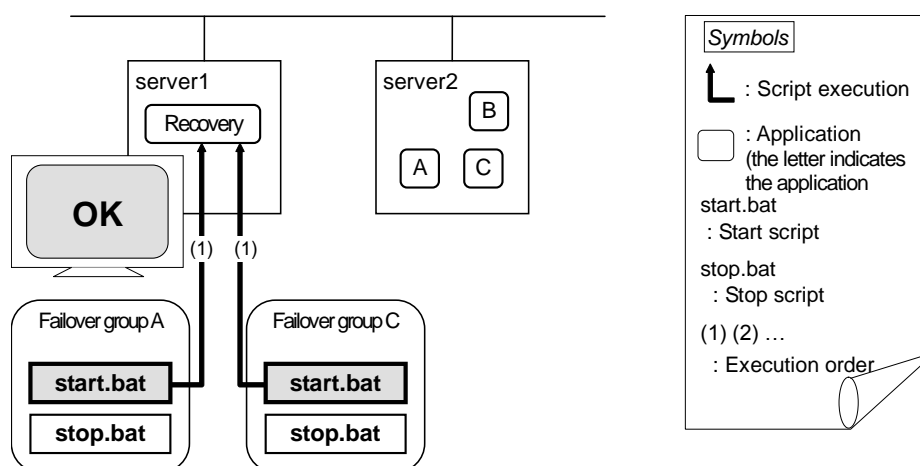 server1
Recovery
server2
B
A
C
OK
(1)
(1)
Failover group A
start.bat
stop.bat
Failover group C
start.bat
stop.bat
Symbols
: Script execution
: Application
(the letter indicates
the application
start.bat
: Start script
stop.bat
: Stop script
(1) (2) …
: Execution order